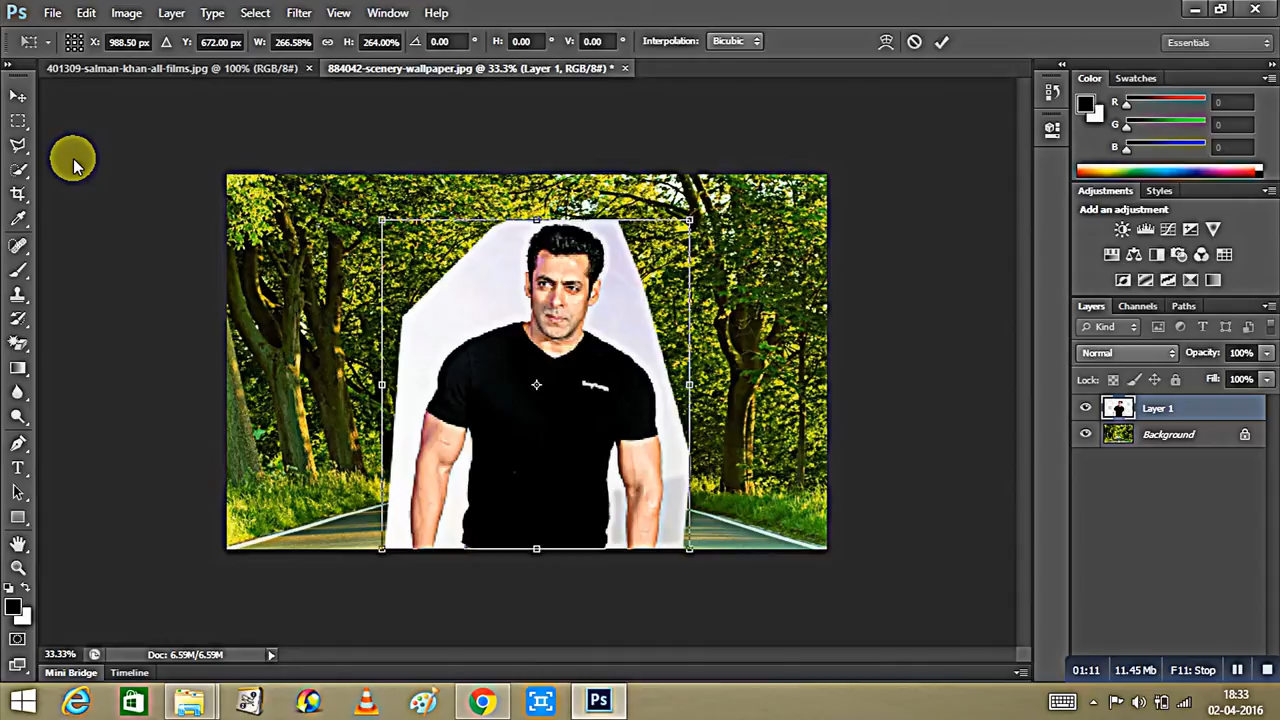 Ps File Edit Image Layer Type Select Filter View Window Help
X: 988.50 px Y: 672.00 px W: 266.58% H: 264.00% 0.00 ° H: 0.00 ° V: 0.00 ° Interpolation: Bicubic Essentials
401309-salman-khan-all-films.jpg @ 100% (RGB/8#) × 884042-scenery-wallpaper.jpg @ 33.3% (Layer 1, RGB/8#) * ×
Color Swatches
R 0
G 0
B 0
Adjustments Styles
Add an adjustment
Layers Channels Paths
Kind
Normal Opacity: 100%
Lock: Fill: 100%
Layer 1
Background
33.33% Doc: 6.59M/6.59M
Mini Bridge Timeline
01:11 11.45 Mb F11: Stop
Ps
18:33
02-04-2016